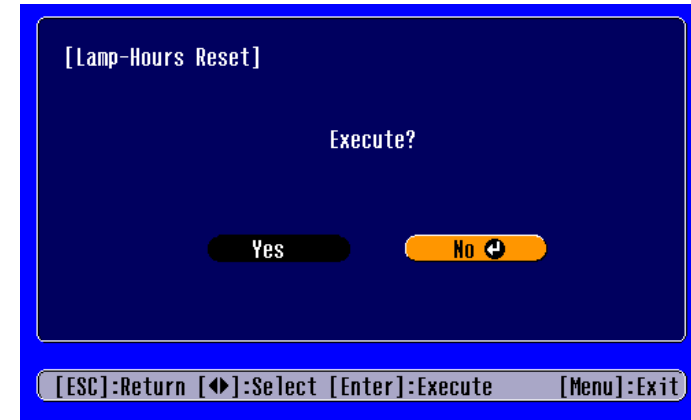 [Lamp-Hours Reset]
Execute?
Yes No
[ESC]:Return [◆]:Select [Enter]:Execute [Menu]:Exit